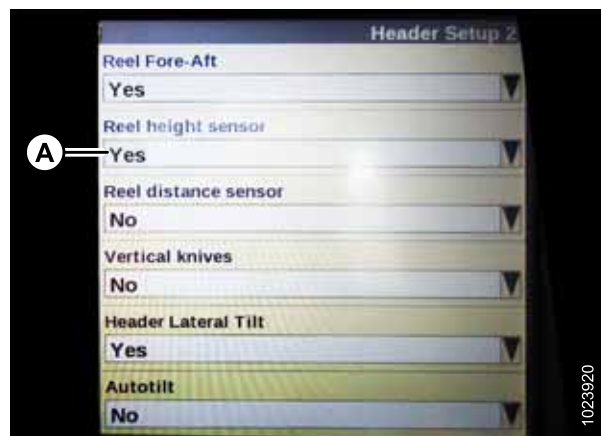 Header Setup 2
Reel Fore-Aft
Yes
Reel height sensor
A
Yes
Reel distance sensor
No
Vertical knives
No
Header Lateral Tilt
Yes
Autotilt
No
1023920